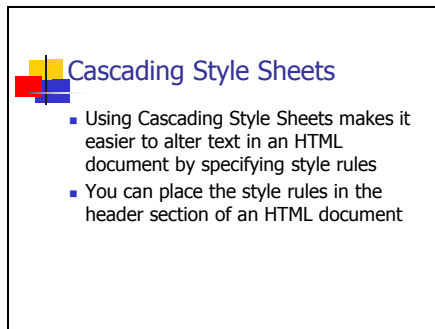 Cascading Style Sheets
Using Cascading Style Sheets makes it
easier to alter text in an HTML
document by specifying style rules
You can place the style rules in the
header section of an HTML document